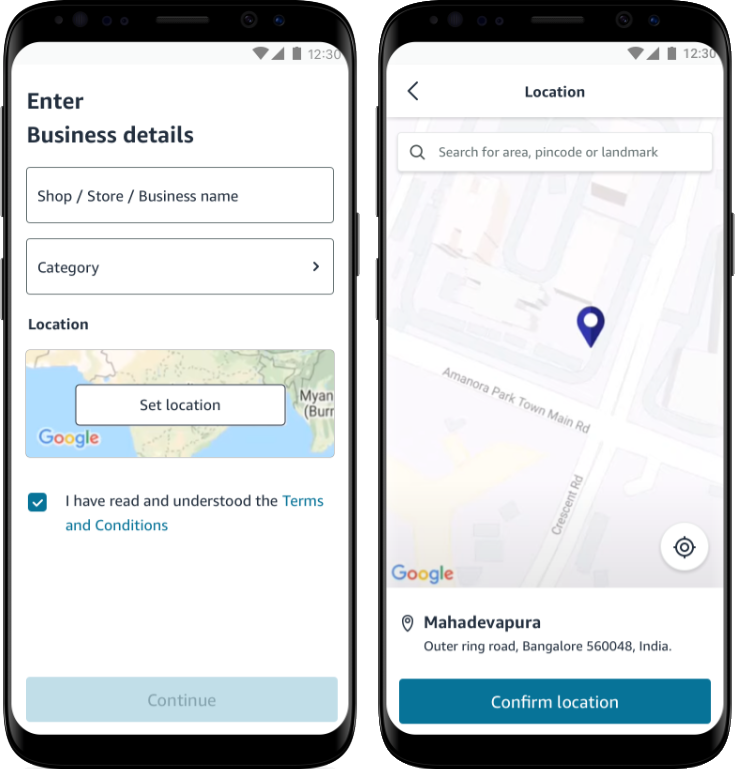 12:30
Enter
Business details
Shop / Store / Business name
Category
Location
Set location
Myan
(Burr
Google
I have read and understood the Terms
and Conditions
Continue
12:30
Location
Search for area, pincode or landmark
Amanora Park Town Main Rd
Crescent Rd
Google
Mahadevapura
Outer ring road, Bangalore 560048, India.
Confirm location